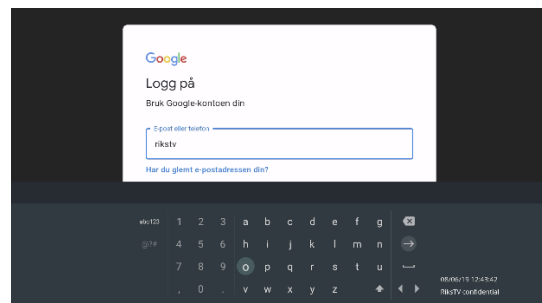 Google
Logg på
Bruk Google-kontoen din
E-post eller telefon
rikstv
Har du glemt e-postadressen din?
abc123 1 2 3 a b c d e f g
@?# 4 5 6 h i j k l m n
7 8 9 o p q r s t u
, 0 . v w x y z
08/06/19 12:43:42
RiksTV confidential